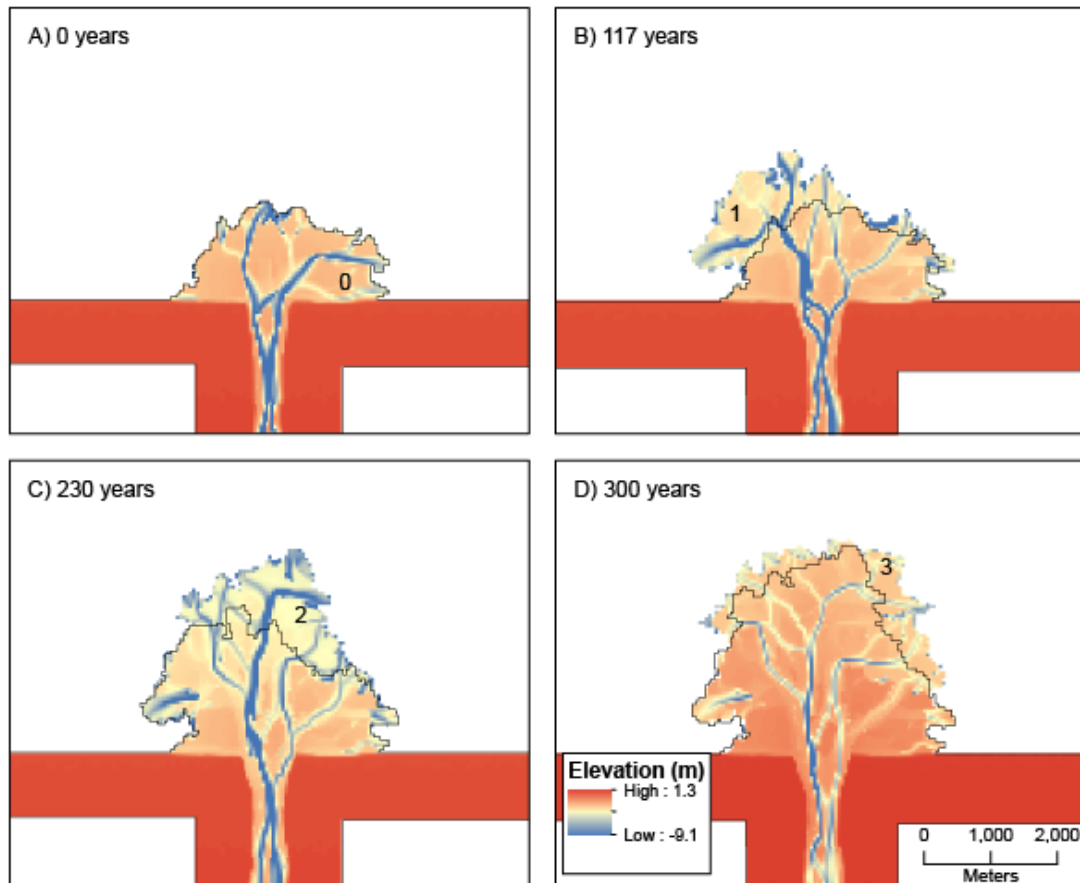 A) 0 years
0
B) 117 years
1
C) 230 years
2
D) 300 years
3
Elevation (m)
High : 1.3
Low : -9.1
0 1,000 2,000
Meters